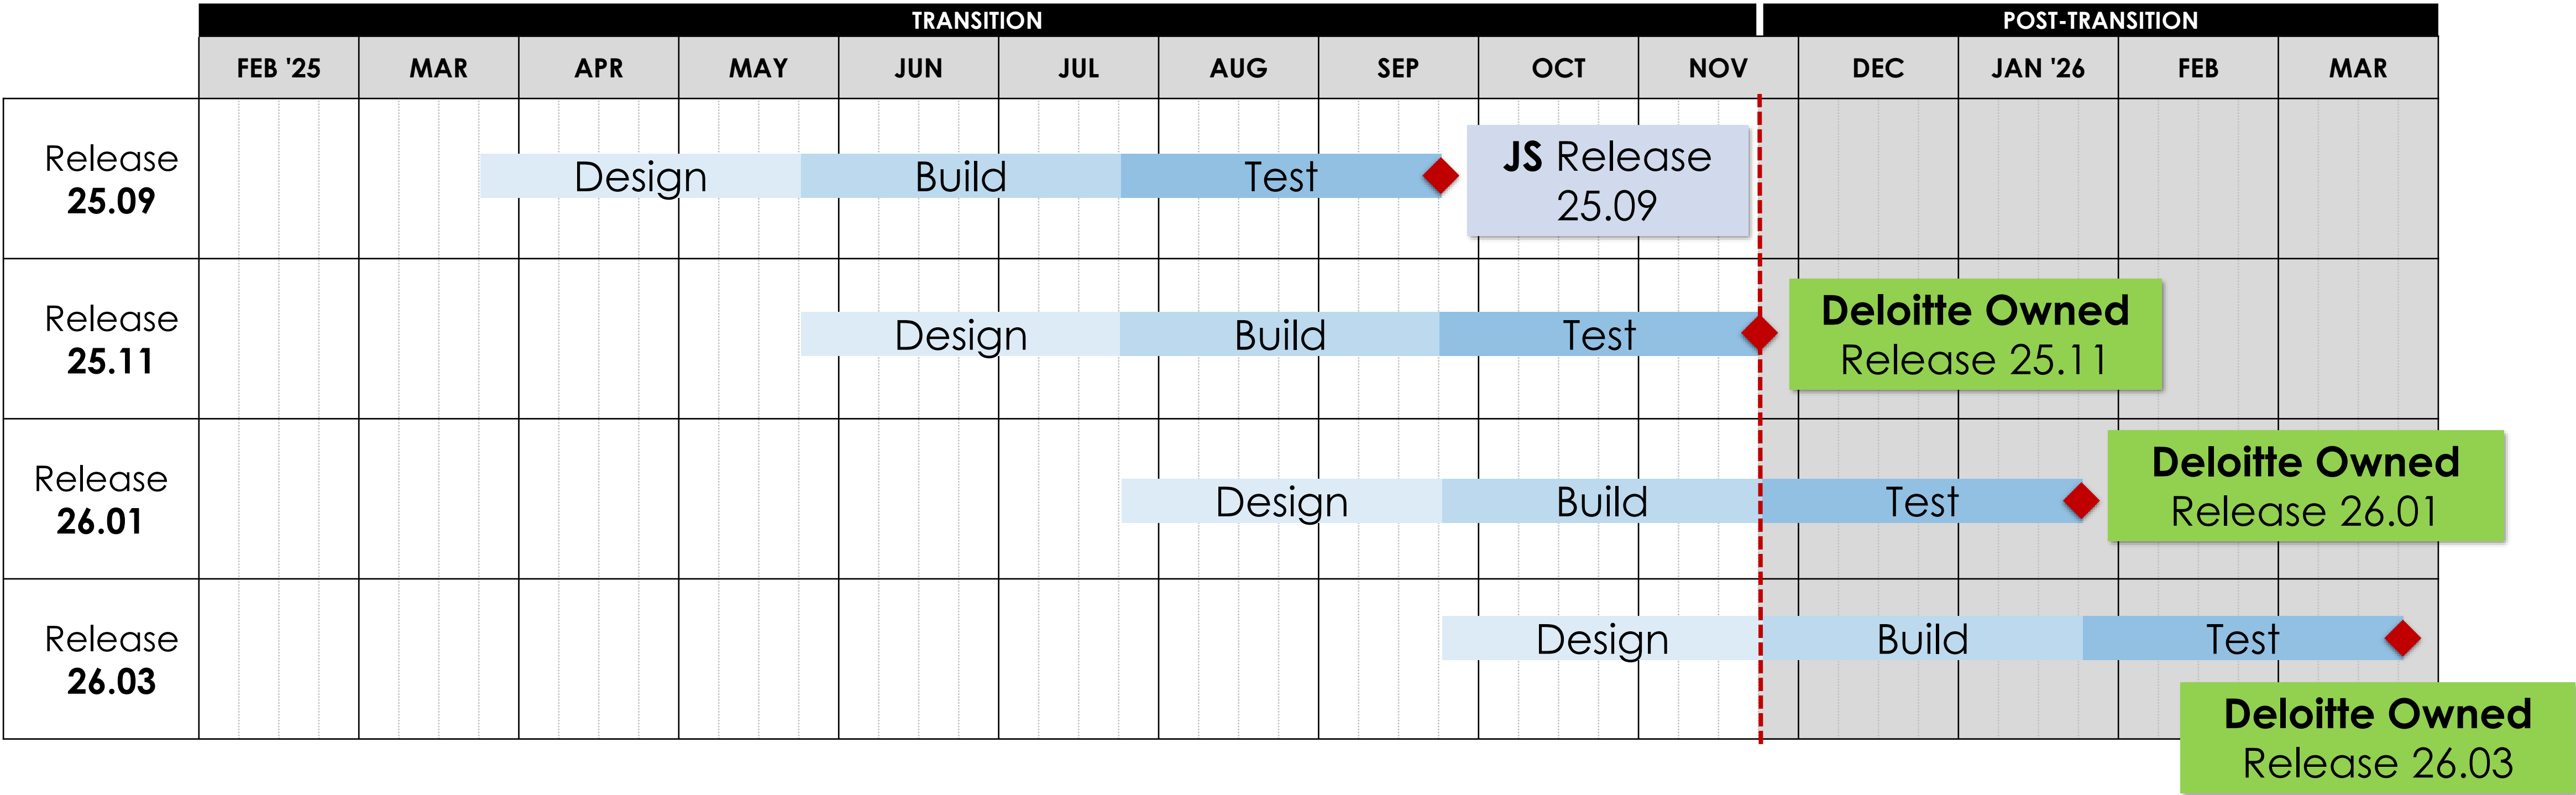 TRANSITION
POST-TRANSITION
FEB '25
MAR
APR
MAY
JUN
JUL
AUG
SEP
OCT
NOV
DEC
JAN '26
FEB
MAR
Release
25.09
Design
Build
Test
JS Release
25.09
Release
25.11
Design
Build
Test
Deloitte Owned
Release 25.11
Release
26.01
Design
Build
Test
Deloitte Owned
Release 26.01
Release
26.03
Design
Build
Test
Deloitte Owned
Release 26.03